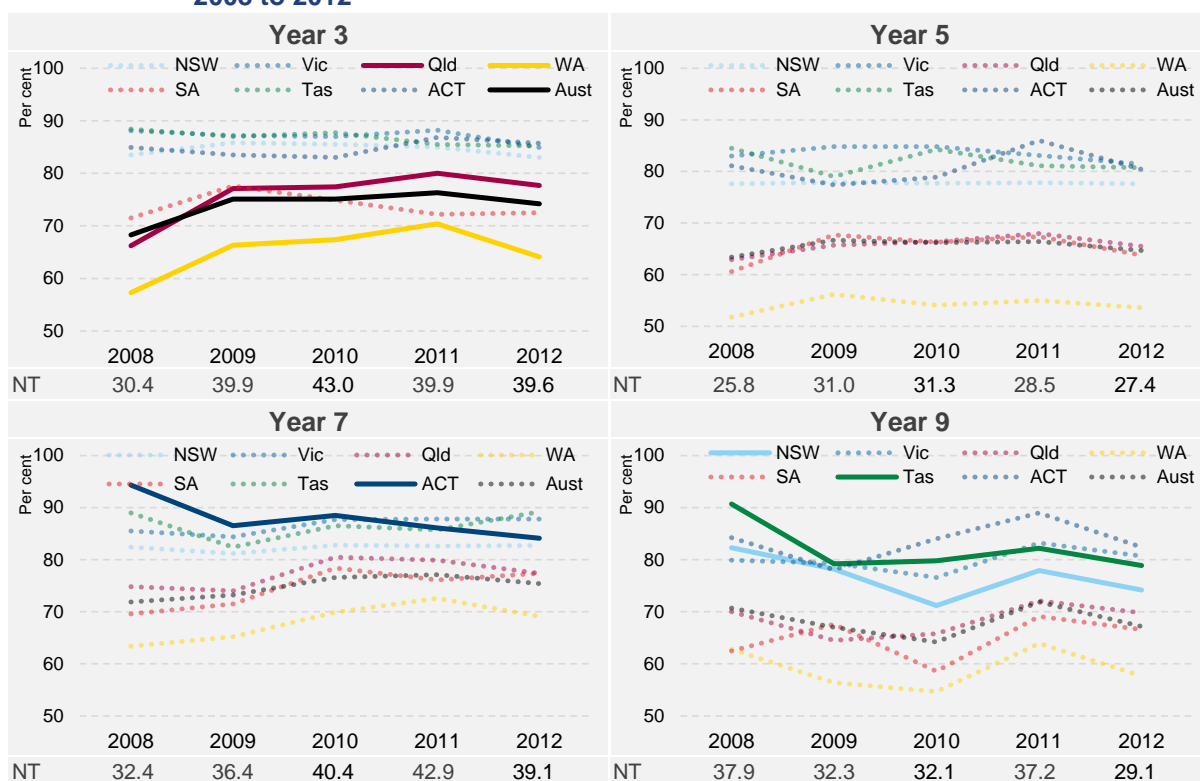 2008 to 2012
Year 3
Per cent
100
90
80
70
60
50
NSW Vic Qld WA
SA Tas ACT Aust
2008 2009 2010 2011 2012
NT 30.4 39.9 43.0 39.9 39.6
Year 5
Per cent
100
90
80
70
60
50
NSW Vic Qld WA
SA Tas ACT Aust
2008 2009 2010 2011 2012
NT 25.8 31.0 31.3 28.5 27.4
Year 7
Per cent
100
90
80
70
60
50
NSW Vic Qld WA
SA Tas ACT Aust
2008 2009 2010 2011 2012
NT 32.4 36.4 40.4 42.9 39.1
Year 9
Per cent
100
90
80
70
60
50
NSW Vic Qld WA
SA Tas ACT Aust
2008 2009 2010 2011 2012
NT 37.9 32.3 32.1 37.2 29.1